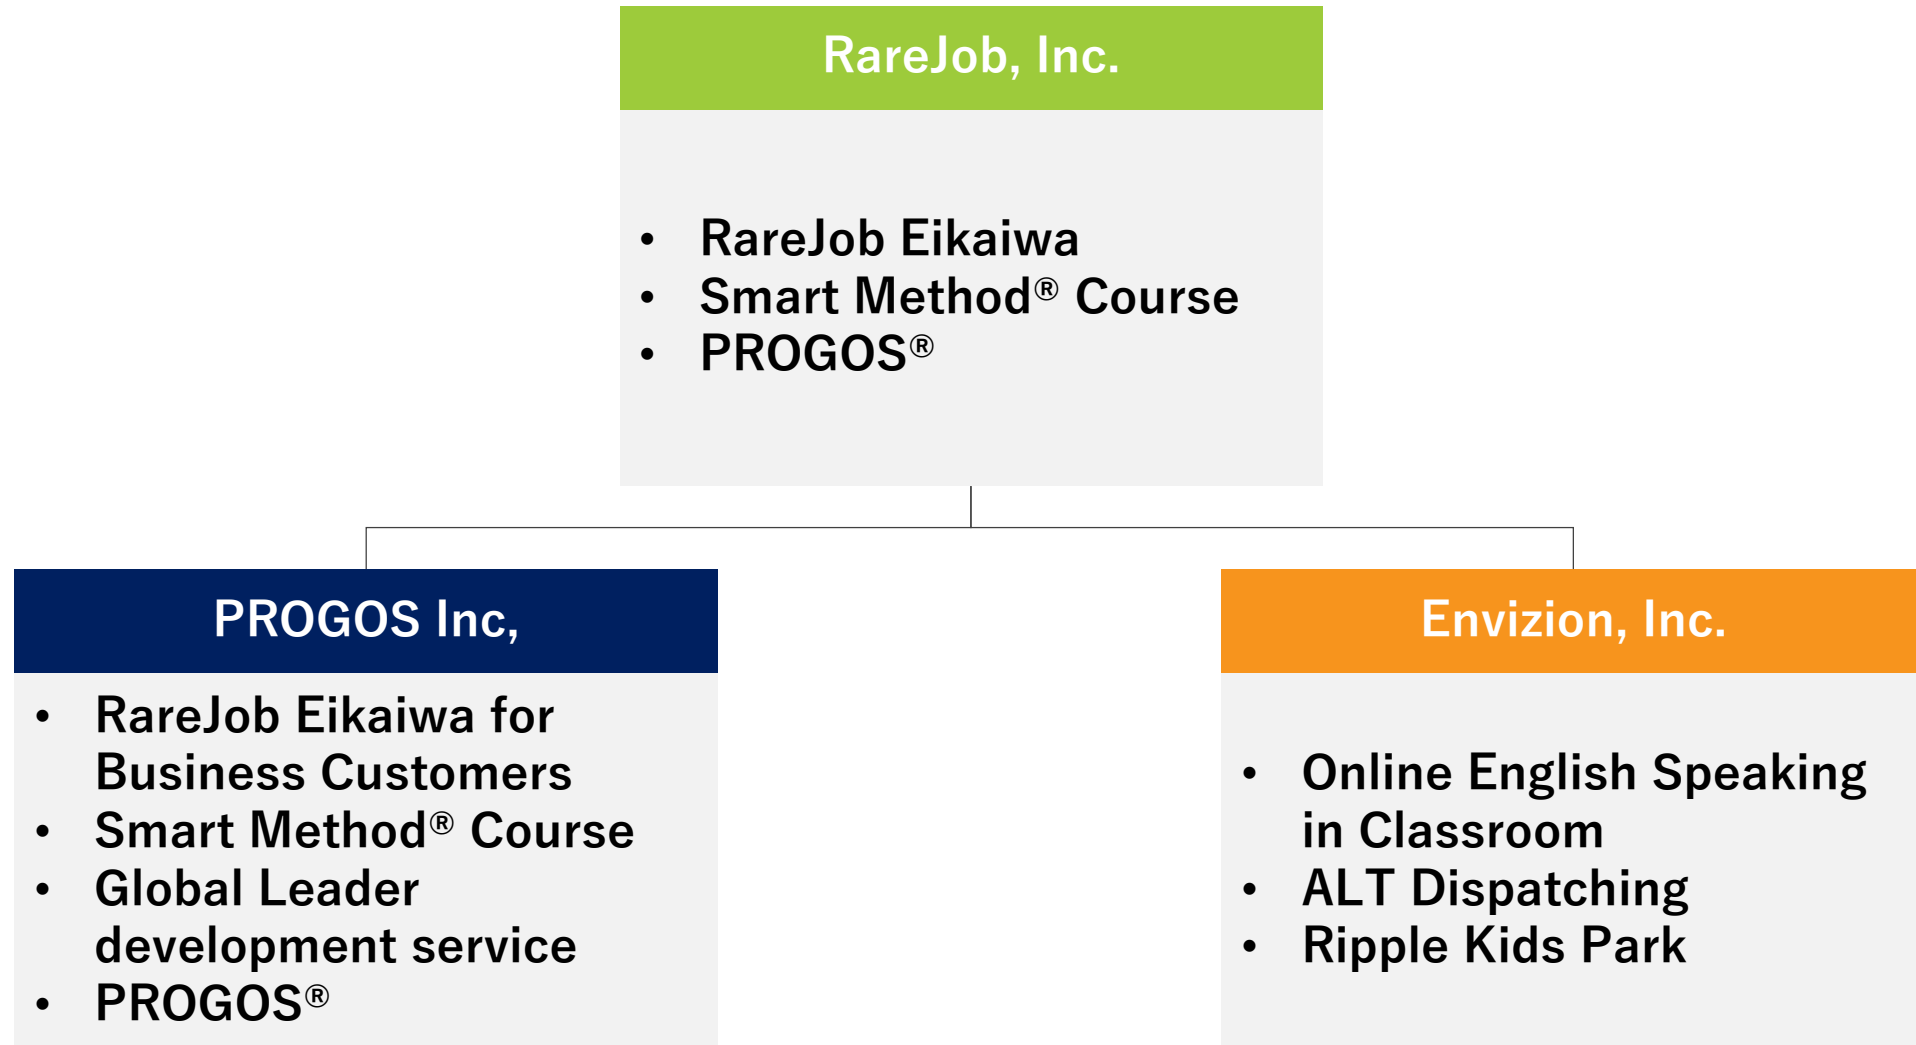 RareJob, Inc.
• RareJob Eikaiwa
• Smart Method® Course
• PROGOS®
PROGOS Inc,
• RareJob Eikaiwa for
Business Customers
• Smart Method® Course
• Global Leader
development service
• PROGOS®
Envizion, Inc.
• Online English Speaking
in Classroom
• ALT Dispatching
• Ripple Kids Park